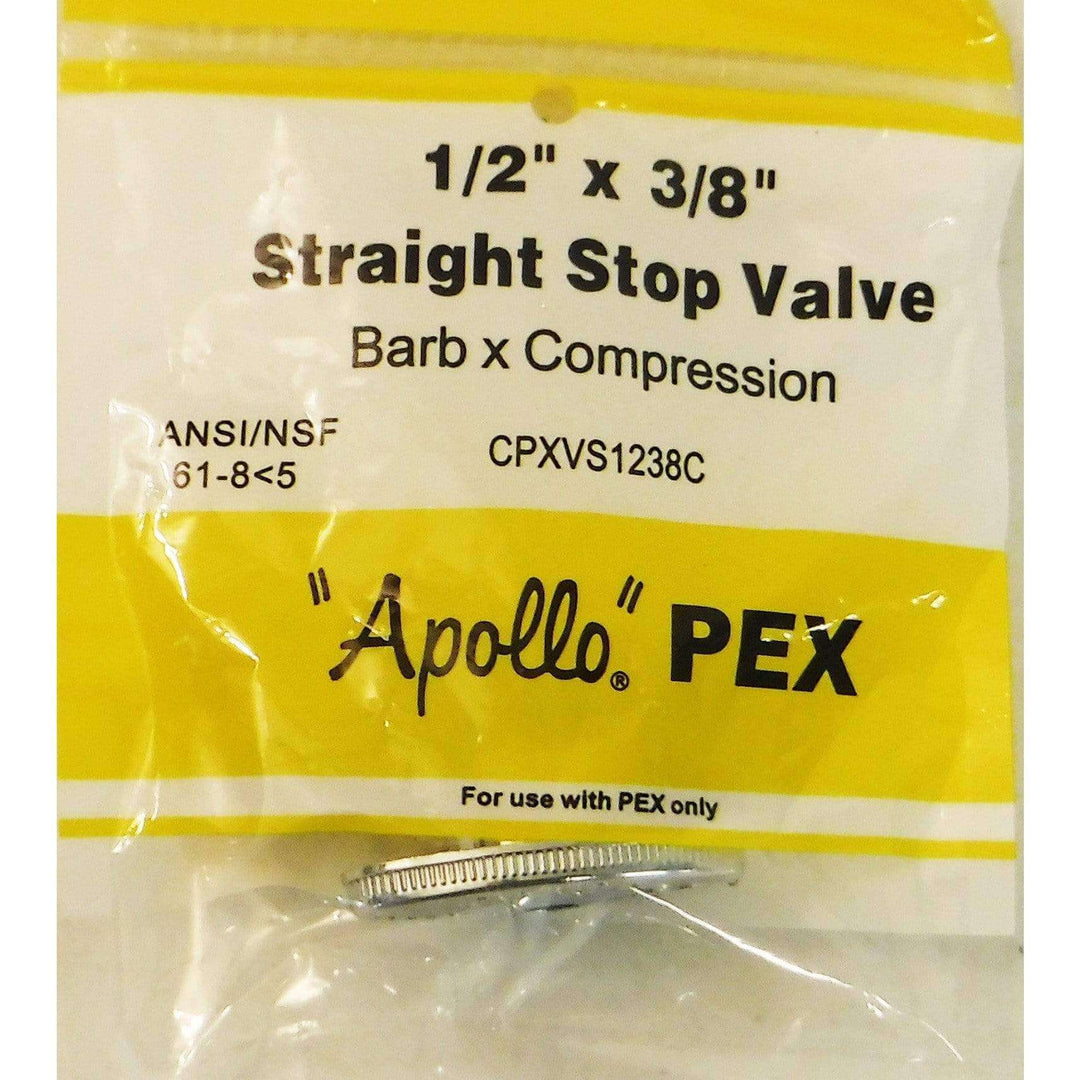 1/2" x 3/8"
Straight Stop Valve
Barb x Compression
ANSI/NSF
61-8<5
CPXVS1238C
"Apollo"® PEX
For use with PEX only